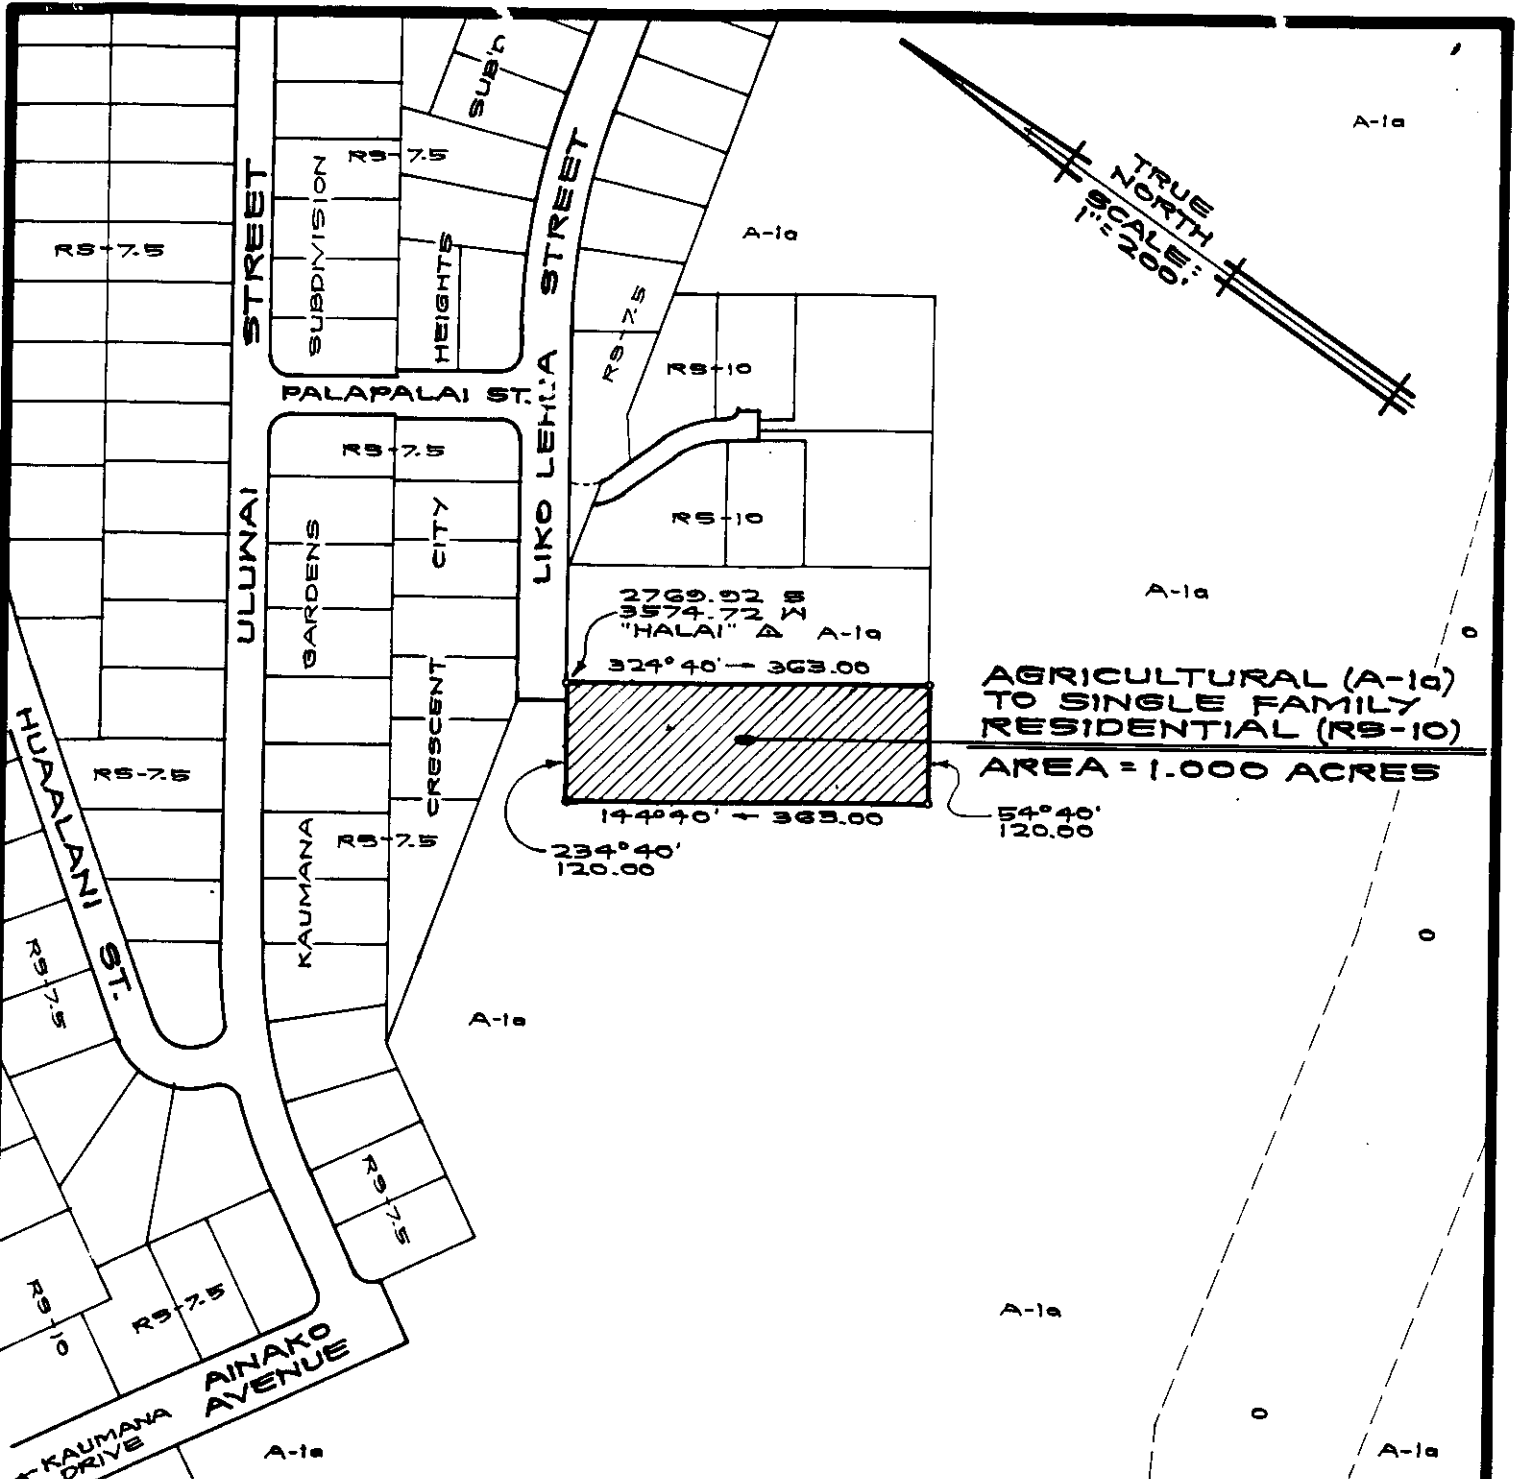 SUB'D
RS-7.5
A-1a
TRUE
NORTH
SCALE:
1"=200'
STREET
SUBDIVISION
STREET
RS-7.5
A-1a
HEIGHTS
RS-7.5
RS-10
PALAPALAI ST.
LIKO LEHUA
RS-7.5
ULUWAI
GARDENS
CITY
RS-10
2769.92 S
3574.72 W
"HALAI" △ A-1a
324°40' 363.00
A-1a
O
AGRICULTURAL (A-1a)
TO SINGLE FAMILY
RESIDENTIAL (RS-10)
AREA = 1.000 ACRES
HUAALANI ST.
RS-7.5
CRESCENT
144°40' 363.00
54°40'
120.00
234°40'
120.00
KAUMANA
RS-7.5
RS-7.5
O
A-1a
RS-7.5
RS-10
RS-7.5
A-1a
AINAKO
AVENUE
KAUMANA
DRIVE
A-1a
O
A-1a